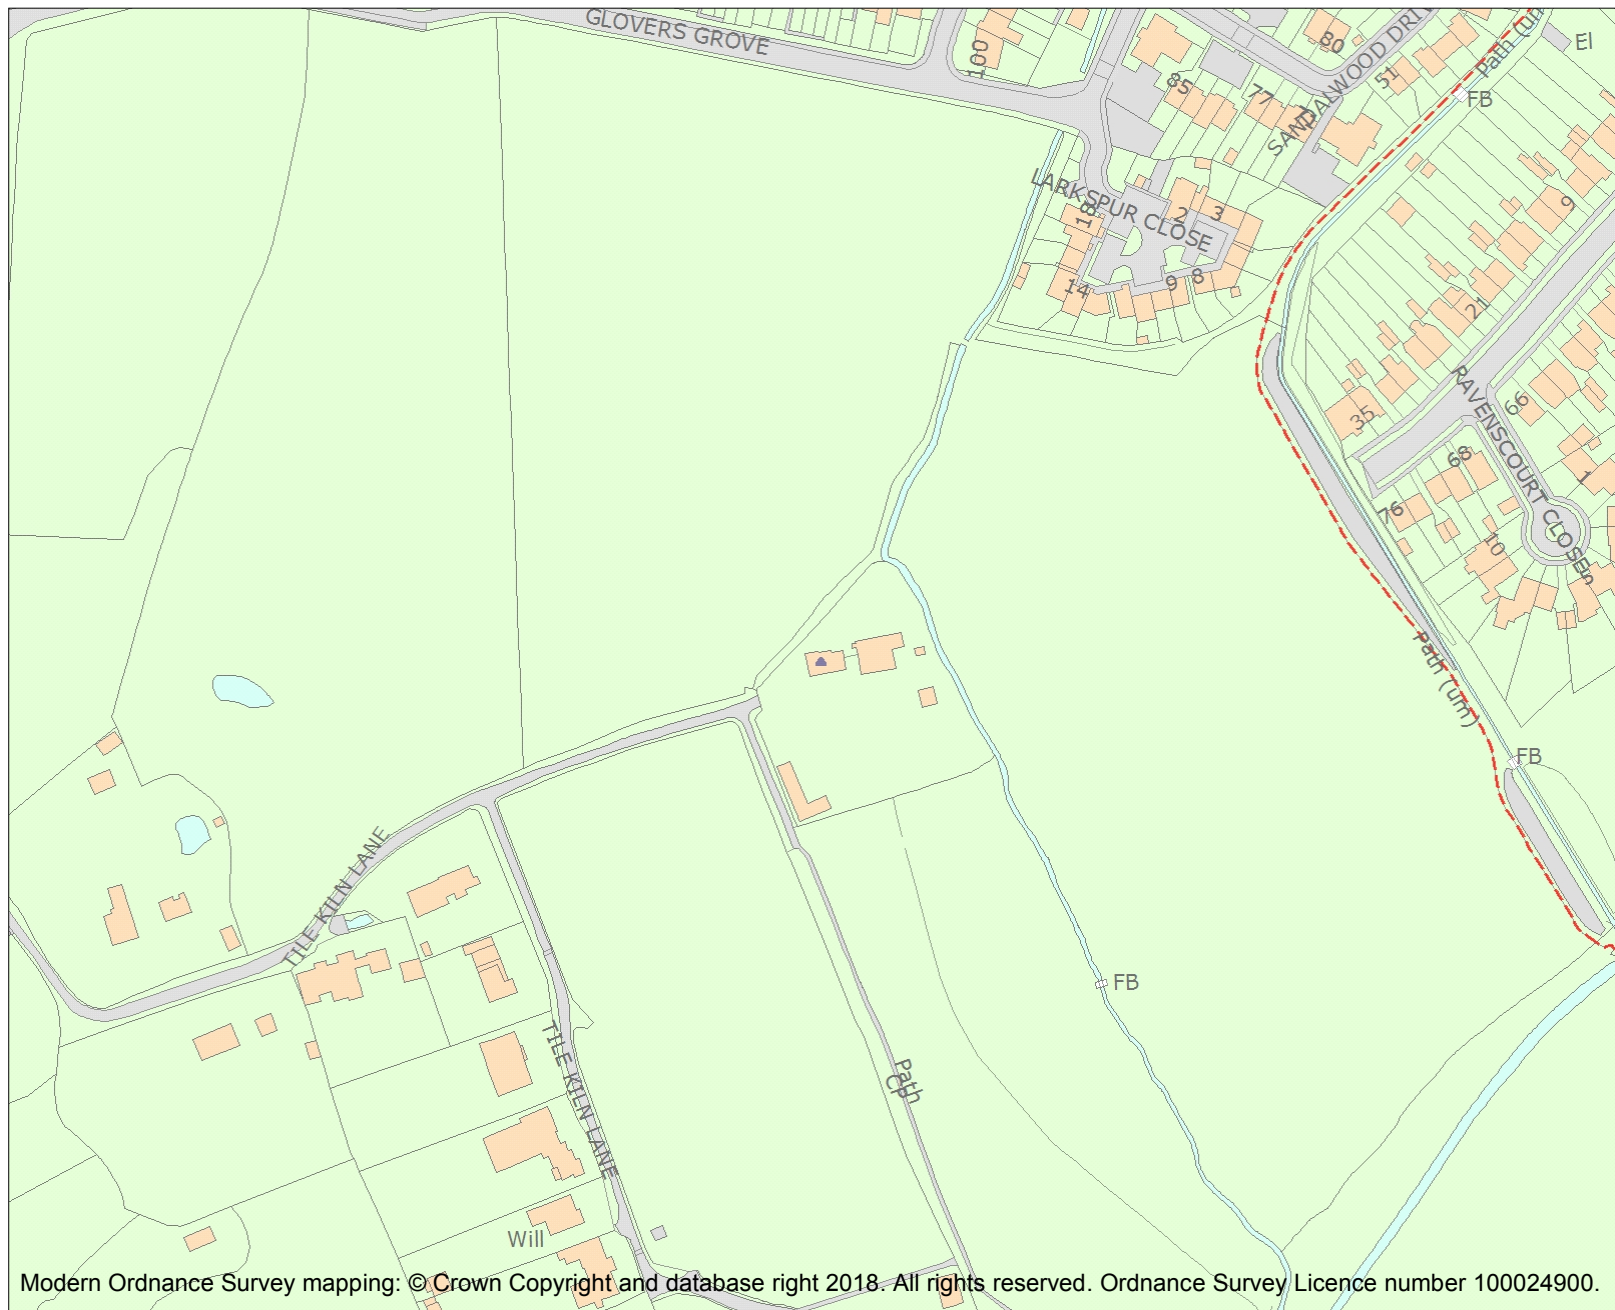 GLOVERS GROVE
100
80
SANDALWOOD DRIV
51
Path (um
El
FB
85
77
LARKSPUR CLOSE
18
2
3
14
9
8
9
21
35
RAVENSCOURT CLOSE
66
68
76
1
10
5
Path (um)
FB
TILE KILN LANE
FB
TILE KILN LANE
Path
CP
Will
Modern Ordnance Survey mapping: © Crown Copyright and database right 2018. All rights reserved. Ordnance Survey Licence number 100024900.